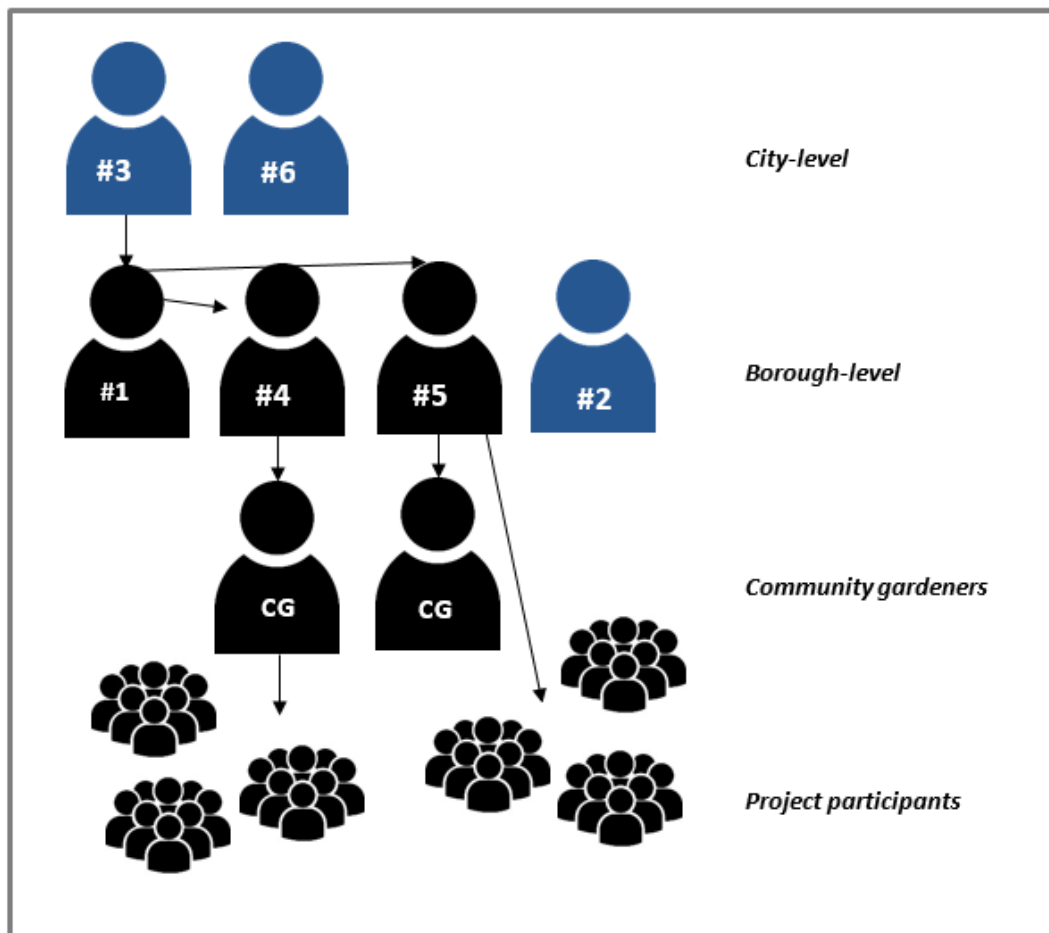 #3 #6 City-level
#1 #4 #5 #2 Borough-level
CG CG Community gardeners
Project participants